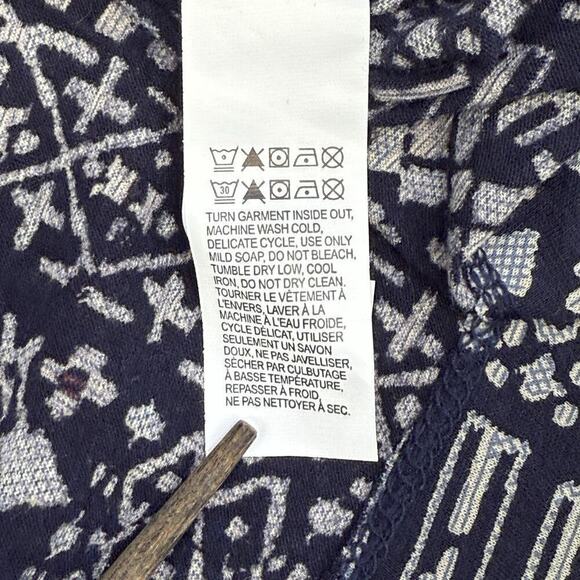 30
TURN GARMENT INSIDE OUT,
MACHINE WASH COLD,
DELICATE CYCLE, USE ONLY
MILD SOAP, DO NOT BLEACH,
TUMBLE DRY LOW, COOL
IRON, DO NOT DRY CLEAN.
TOURNER LE VÊTEMENT À
L'ENVERS, LAVER À LA
MACHINE À L'EAU FROIDE,
CYCLE DÉLICAT, UTILISER
SEULEMENT UN SAVON
DOUX, NE PAS JAVELLISER,
SÉCHER PAR CULBUTAGE
À BASSE TEMPÉRATURE,
REPASSER À FROID,
NE PAS NETTOYER À SEC.